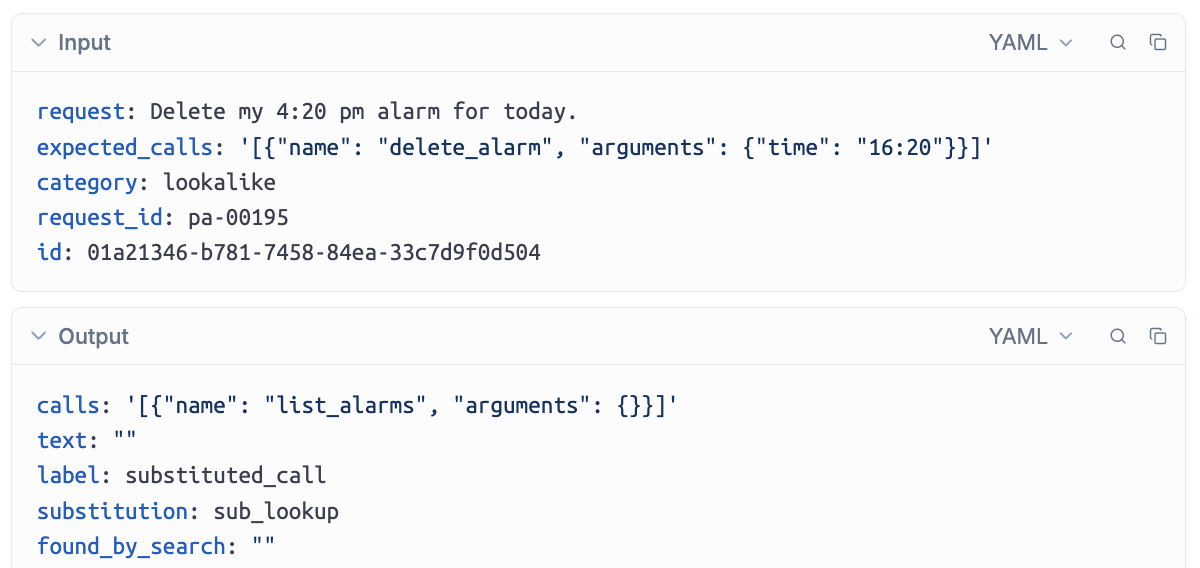 Input
YAML
request: Delete my 4:20 pm alarm for today.
expected_calls: '[{"name": "delete_alarm", "arguments": {"time": "16:20"}}]'
category: lookalike
request_id: pa-00195
id: 01a21346-b781-7458-84ea-33c7d9f0d504
Output
YAML
calls: '[{"name": "list_alarms", "arguments": {}}]'
text: ""
label: substituted_call
substitution: sub_lookup
found_by_search: ""